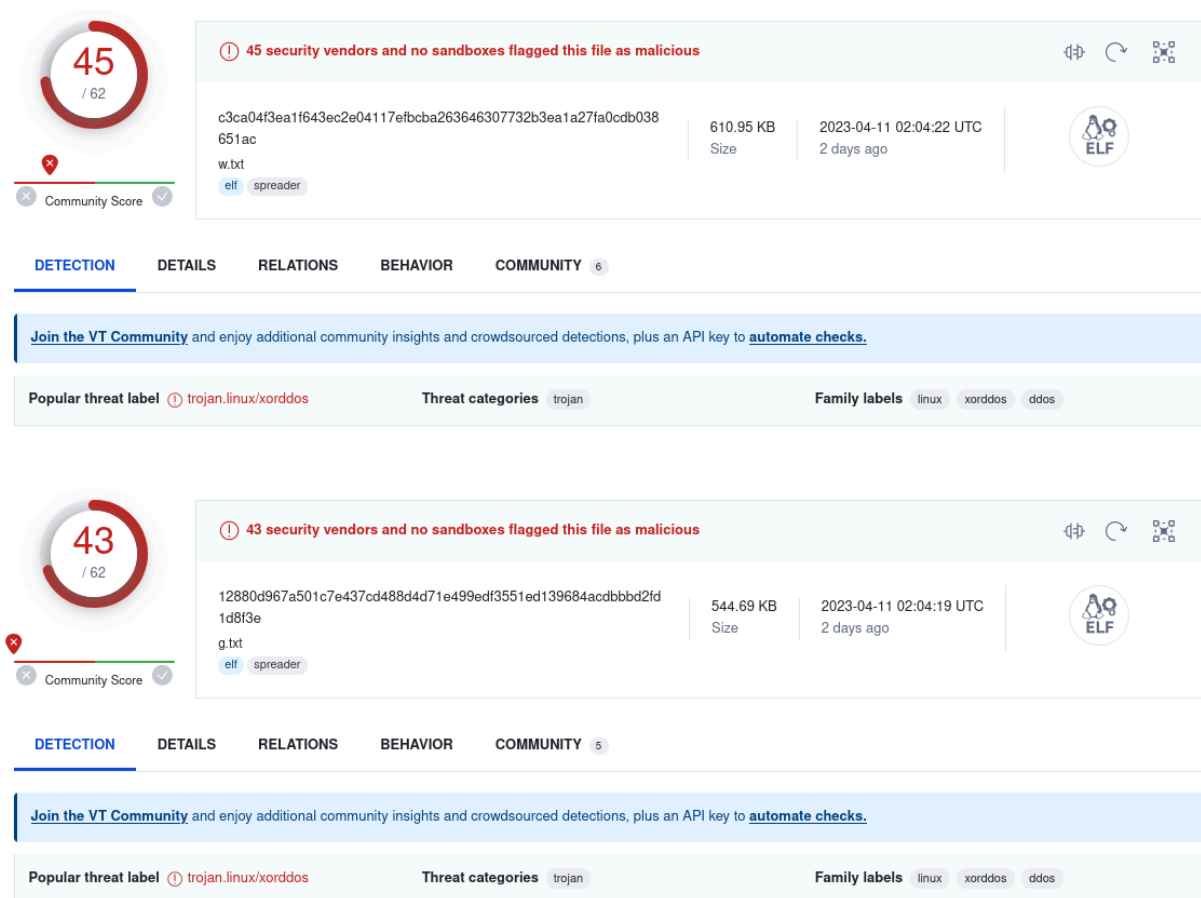 45
/ 62
Community Score
45 security vendors and no sandboxes flagged this file as malicious
c3ca04f3ea1f643ec2e04117efbcba263646307732b3ea1a27fa0cdb038
651ac
w.txt
elf spreader
610.95 KB
Size
2023-04-11 02:04:22 UTC
2 days ago
ELF
DETECTION DETAILS RELATIONS BEHAVIOR COMMUNITY 6
Join the VT Community and enjoy additional community insights and crowdsourced detections, plus an API key to automate checks.
Popular threat label trojan.linux/xorddos Threat categories trojan Family labels linux xorddos ddos
43
/ 62
Community Score
43 security vendors and no sandboxes flagged this file as malicious
12880d967a501c7e437cd488d4d71e499edf3551ed139684acdbbbd2fd
1d8f3e
g.txt
elf spreader
544.69 KB
Size
2023-04-11 02:04:19 UTC
2 days ago
ELF
DETECTION DETAILS RELATIONS BEHAVIOR COMMUNITY 5
Join the VT Community and enjoy additional community insights and crowdsourced detections, plus an API key to automate checks.
Popular threat label trojan.linux/xorddos Threat categories trojan Family labels linux xorddos ddos